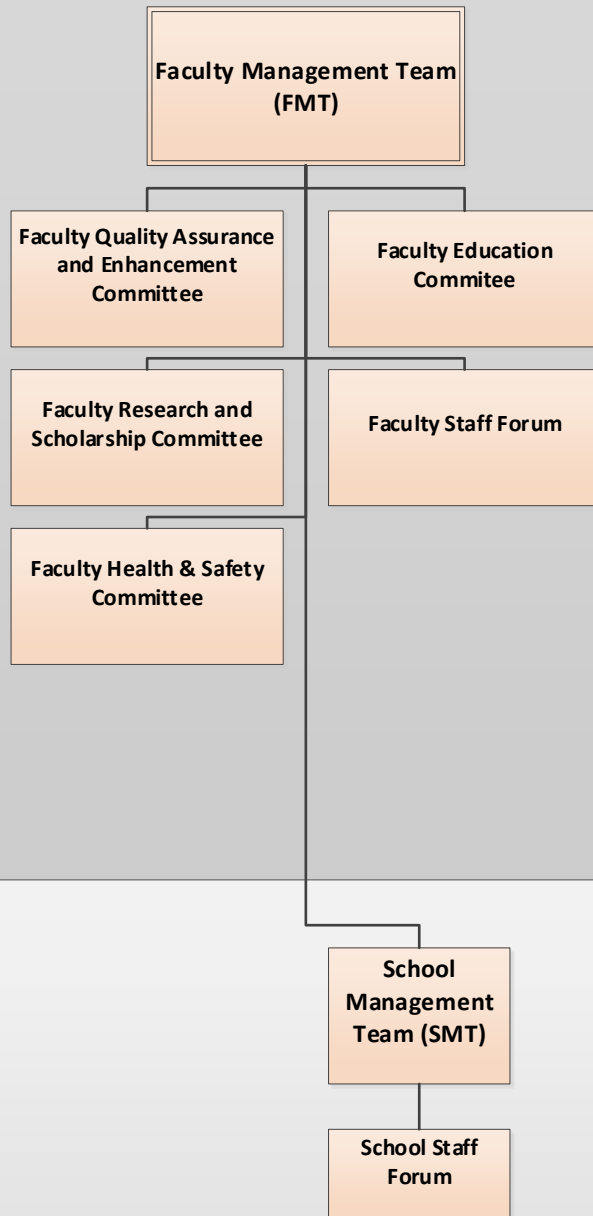 Faculty Management Team
(FMT)
Faculty Quality Assurance
and Enhancement
Committee
Faculty Education
Commitee
Faculty Research and
Scholarship Committee
Faculty Staff Forum
Faculty Health & Safety
Committee
School
Management
Team (SMT)
School Staff
Forum